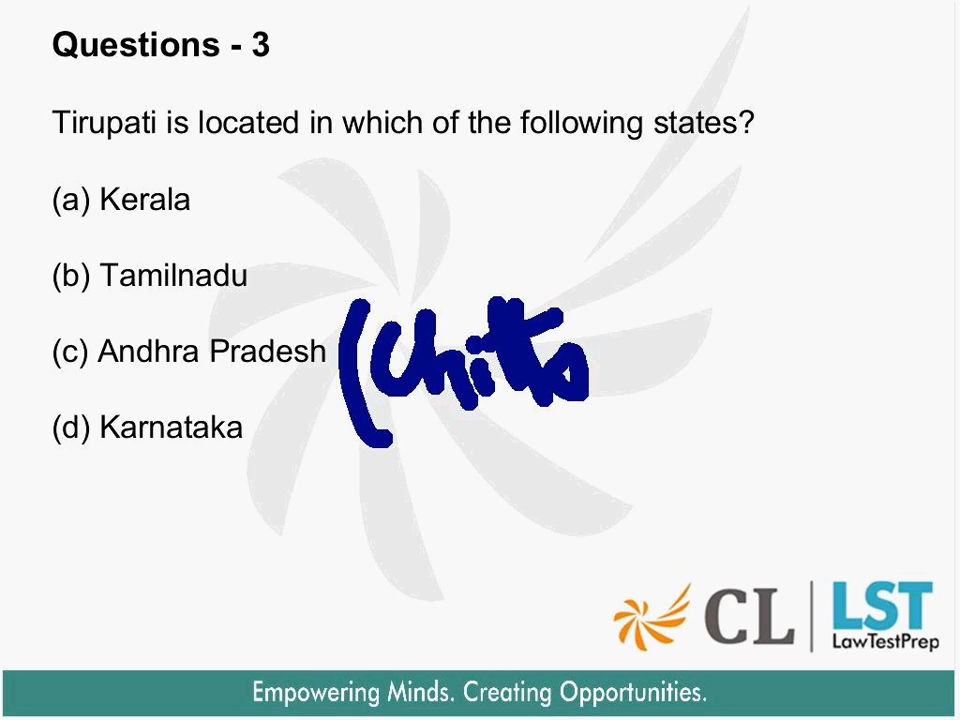 Questions - 3
Tirupati is located in which of the following states?
(a) Kerala
(b) Tamilnadu
(c) Andhra Pradesh (Chitto
(d) Karnataka
CL LST
LawTestPrep
Empowering Minds. Creating Opportunities.